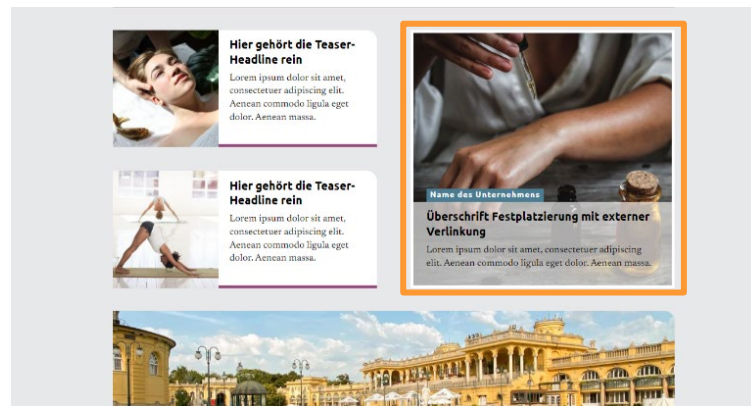 Hier gehört die Teaser-
Headline rein
Lorem ipsum dolor sit amet,
consectetuer adipiscing elit.
Aenean commodo ligula eget
dolor. Aenean massa.
Hier gehört die Teaser-
Headline rein
Lorem ipsum dolor sit amet,
consectetuer adipiscing elit.
Aenean commodo ligula eget
dolor. Aenean massa.
Name des Unternehmens
Überschrift Festplatzierung mit externer
Verlinkung
Lorem ipsum dolor sit amet, consectetuer adipiscing
elit. Aenean commodo ligula eget dolor. Aenean massa.